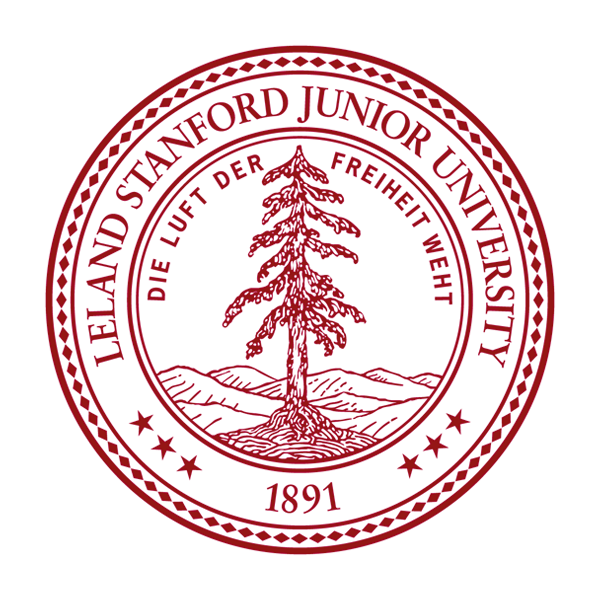 LELAND STANFORD JUNIOR UNIVERSITY
DIE LUFT DER FREIHEIT WEHT
1891